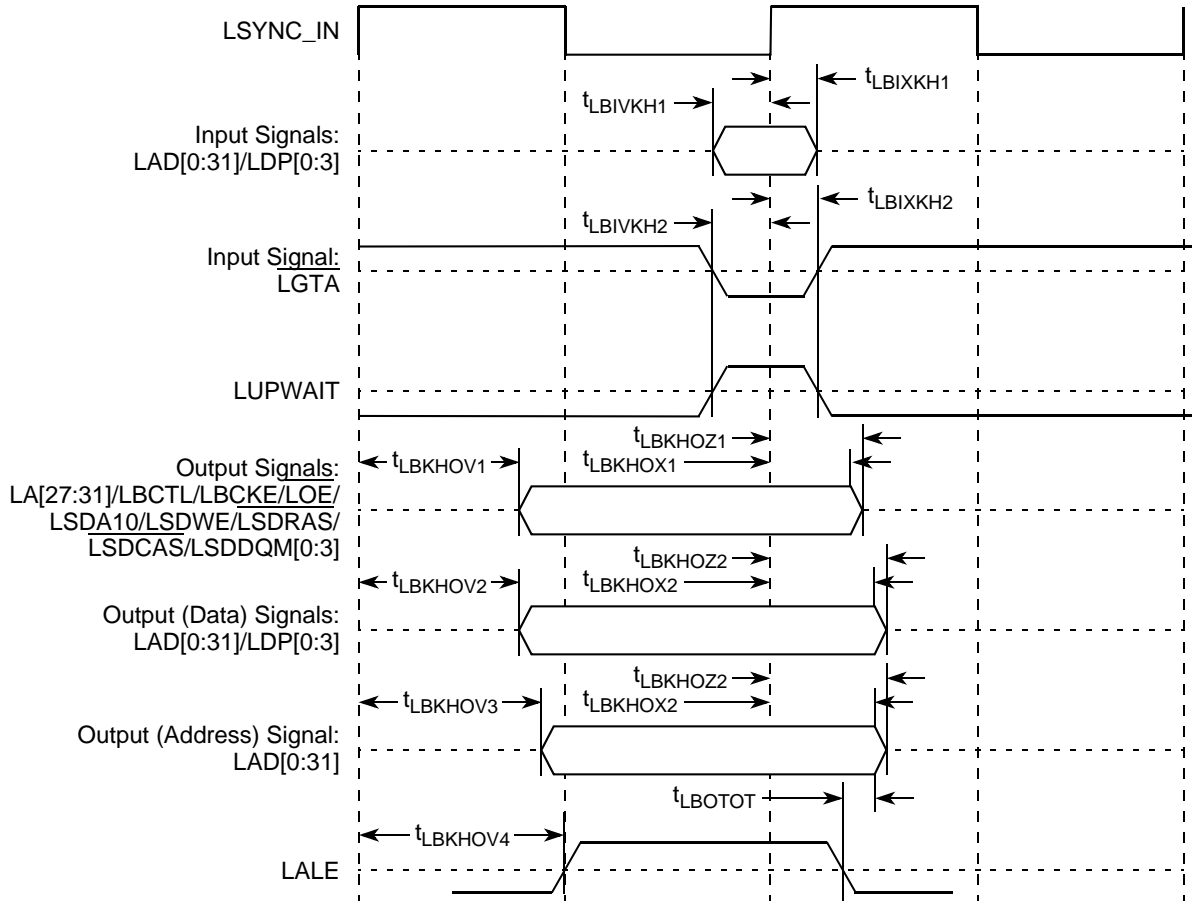 LSYNC_IN
tLBIXKH1
tLBIVKH1
Input Signals:
LAD[0:31]/LDP[0:3]
tLBIXKH2
tLBIVKH2
Input Signal:
LGTA
LUPWAIT
tLBKHOZ1
tLBKHOV1
tLBKHOX1
Output Signals:
LA[27:31]/LBCTL/LBCKE/LOE/
LSDA10/LSDWE/LSDRAS/
LSDCAS/LSDDQM[0:3]
tLBKHOZ2
tLBKHOV2
tLBKHOX2
Output (Data) Signals:
LAD[0:31]/LDP[0:3]
tLBKHOZ2
tLBKHOV3
tLBKHOX2
Output (Address) Signal:
LAD[0:31]
tLBOTOT
tLBKHOV4
LALE